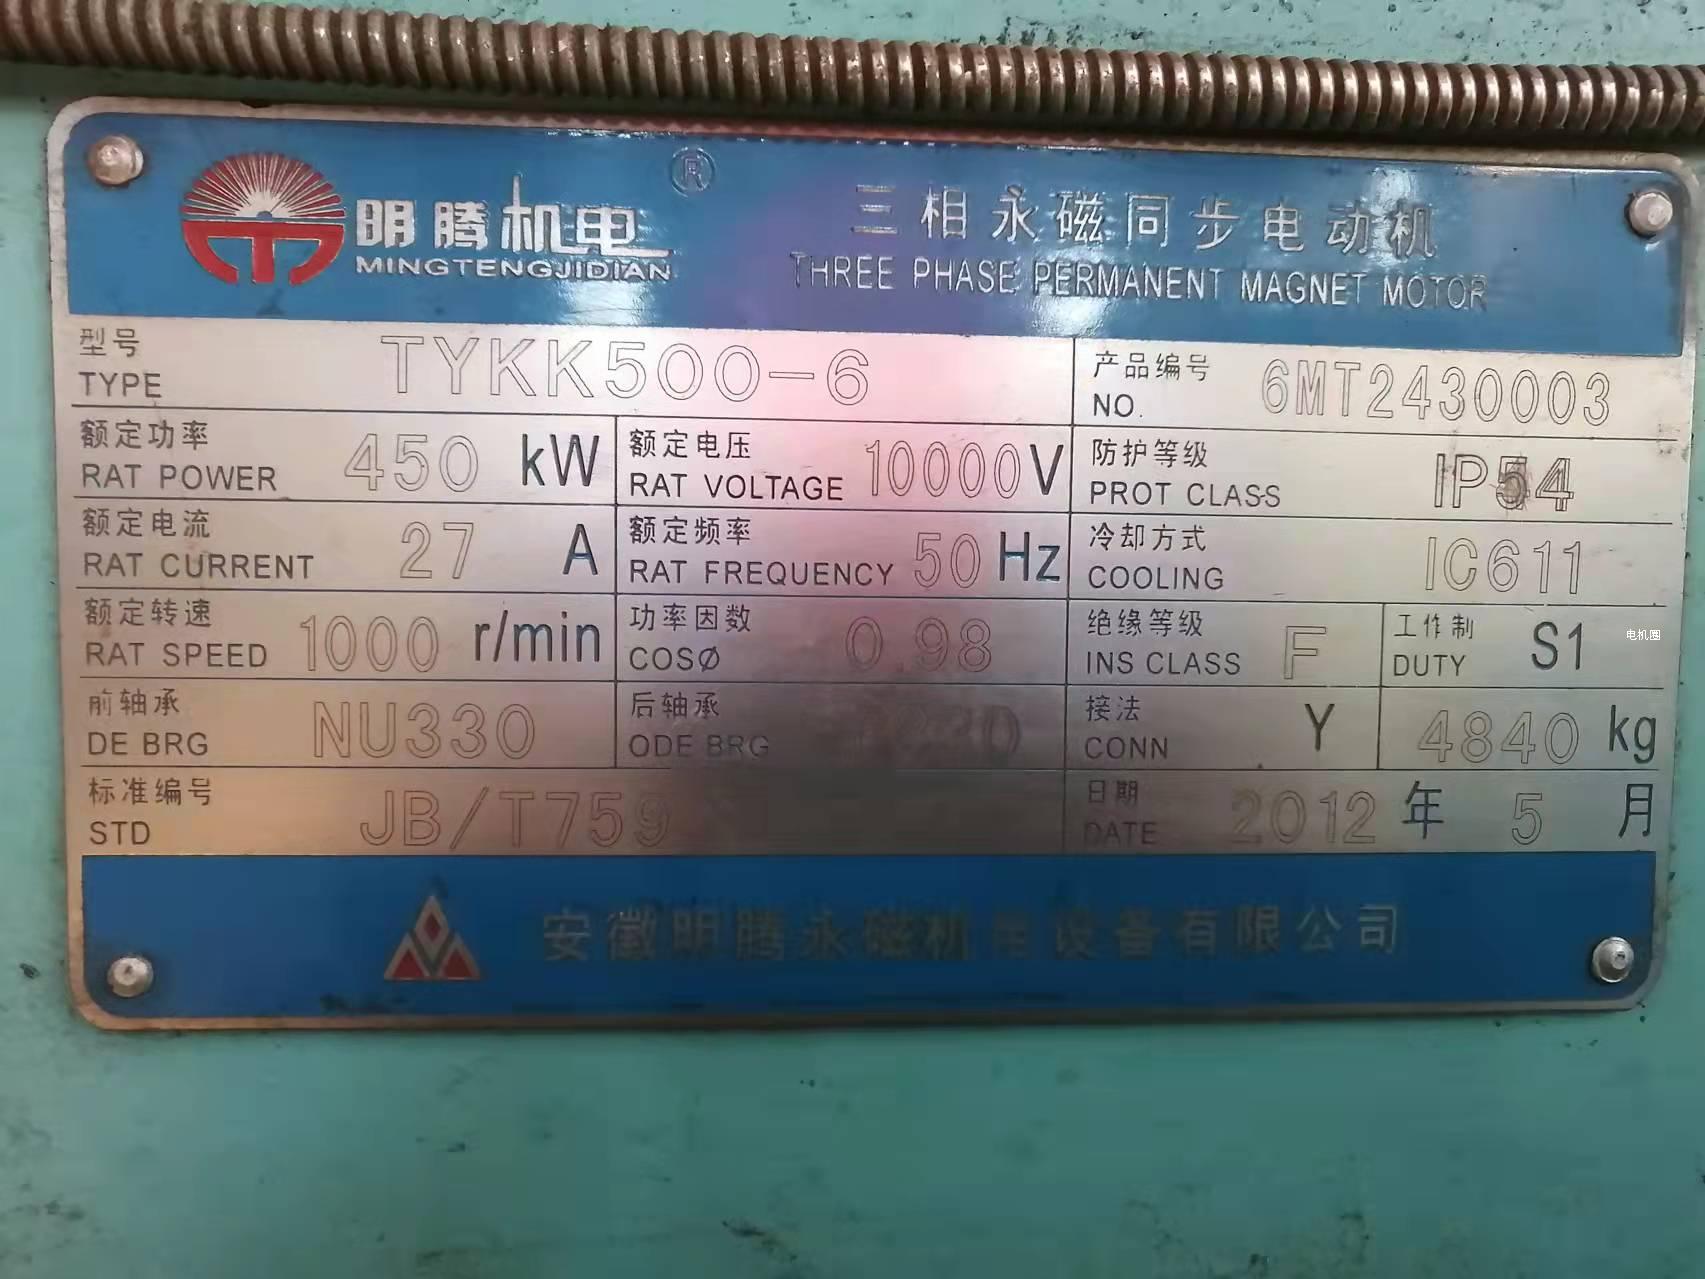 明腾机电 ®
MINGTENGJIDIAN
三相永磁同步电动机
THREE PHASE PERMANENT MAGNET MOTOR
型号 TYPE TYKK500-6
产品编号 NO. 6MT2430003
额定功率 RAT POWER 450 kW
额定电压 RAT VOLTAGE 10000 V
防护等级 PROT CLASS IP54
额定电流 RAT CURRENT 27 A
额定频率 RAT FREQUENCY 50 Hz
冷却方式 COOLING IC611
额定转速 RAT SPEED 1000 r/min
功率因数 COSØ 0.98
绝缘等级 INS CLASS F
工作制 DUTY S1
电机圈
前轴承 DE BRG NU330
后轴承 ODE BRG
接法 CONN Y
4840 kg
标准编号 STD JB/T759
日期 DATE 2012 年 5 月
安徽明腾永磁机电设备有限公司